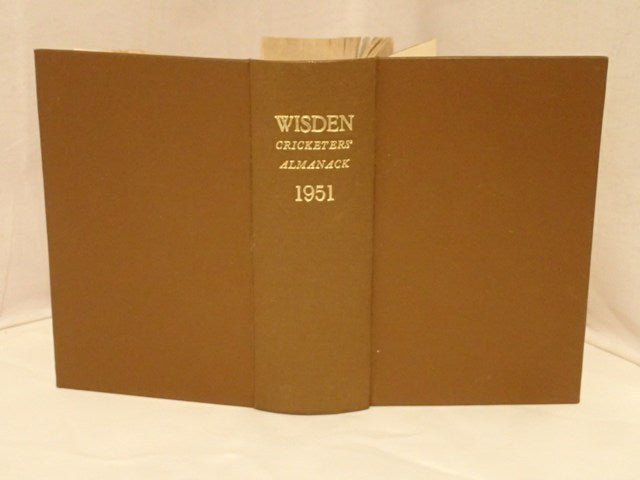 WISDEN
CRICKETERS'
ALMANACK
1951